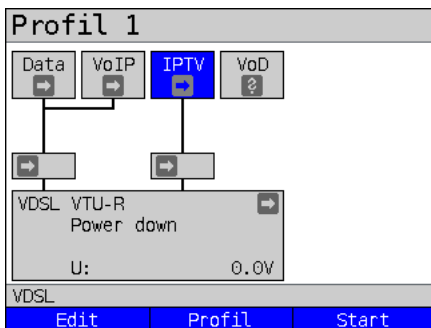 Profil 1
Data VoIP IPTV VoD
VDSL VTU-R
Power down
U: 0.0V
VDSL
Edit Profil Start